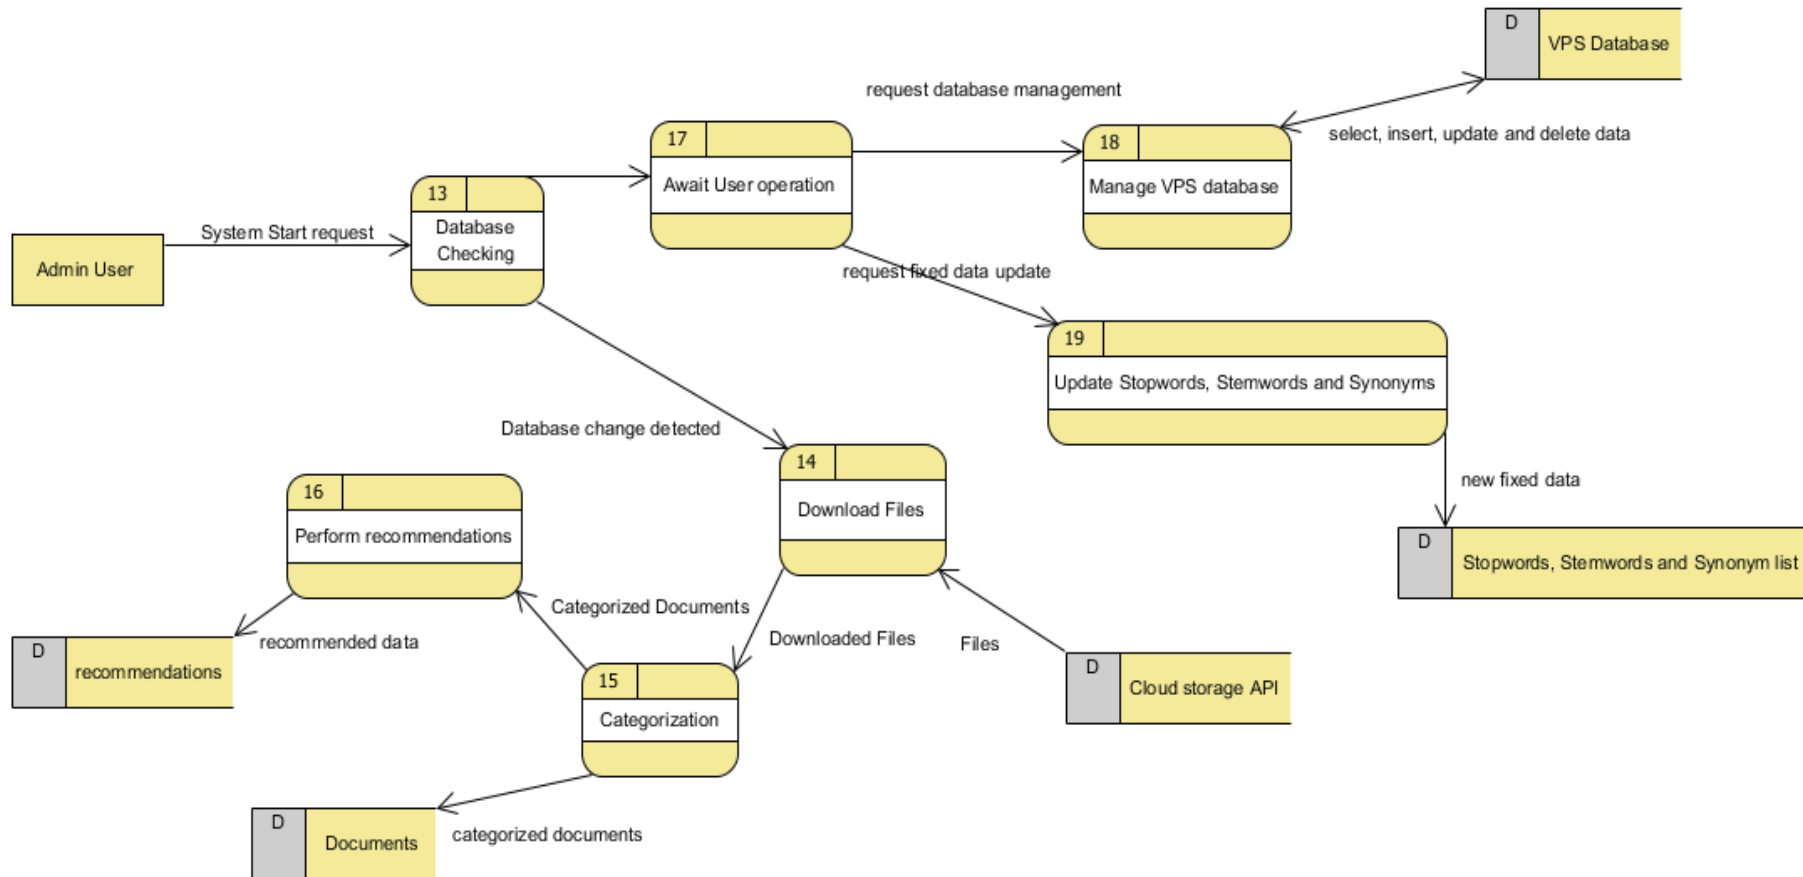 D
VPS Database
request database management
select, insert, update and delete data
17
Await User operation
18
Manage VPS database
13
Database
Checking
System Start request
Admin User
request fixed data update
19
Update Stopwords, Stemwords and Synonyms
Database change detected
14
Download Files
new fixed data
16
Perform recommendations
D
Stopwords, Stemwords and Synonym list
Categorized Documents
Downloaded Files
Files
recommended data
D
recommendations
D
Cloud storage API
15
Categorization
D
Documents
categorized documents